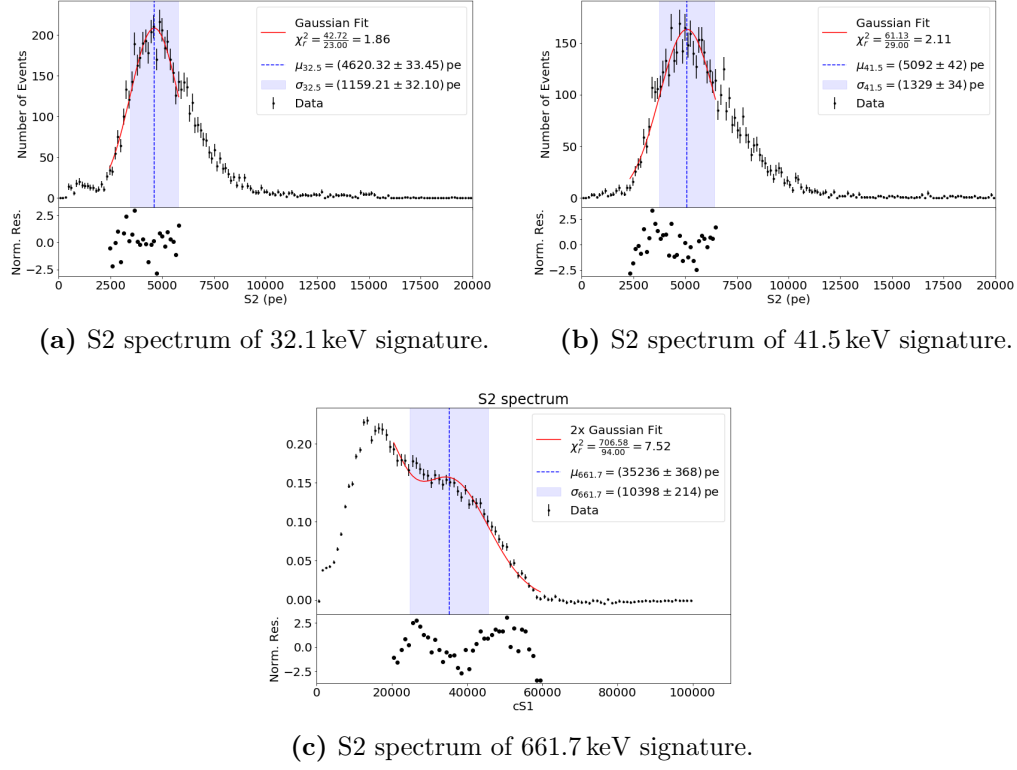 Gaussian Fit
χ_r^2 = 42.72/23.00 = 1.86
μ_32.5 = (4620.32 ± 33.45) pe
σ_32.5 = (1159.21 ± 32.10) pe
Data
Number of Events
200
150
100
50
0
Norm. Res.
2.5
0.0
−2.5
0 2500 5000 7500 10000 12500 15000 17500 20000
S2 (pe)
(a) S2 spectrum of 32.1 keV signature.
Gaussian Fit
χ_r^2 = 61.13/29.00 = 2.11
μ_41.5 = (5092 ± 42) pe
σ_41.5 = (1329 ± 34) pe
Data
Number of Events
150
100
50
0
Norm. Res.
2.5
0.0
−2.5
0 2500 5000 7500 10000 12500 15000 17500 20000
S2 (pe)
(b) S2 spectrum of 41.5 keV signature.
S2 spectrum
2x Gaussian Fit
χ_r^2 = 706.58/94.00 = 7.52
μ_661.7 = (35236 ± 368) pe
σ_661.7 = (10398 ± 214) pe
Data
0.20
0.15
0.10
0.05
0.00
Norm. Res.
2.5
0.0
−2.5
0 20000 40000 60000 80000 100000
cS1
(c) S2 spectrum of 661.7 keV signature.